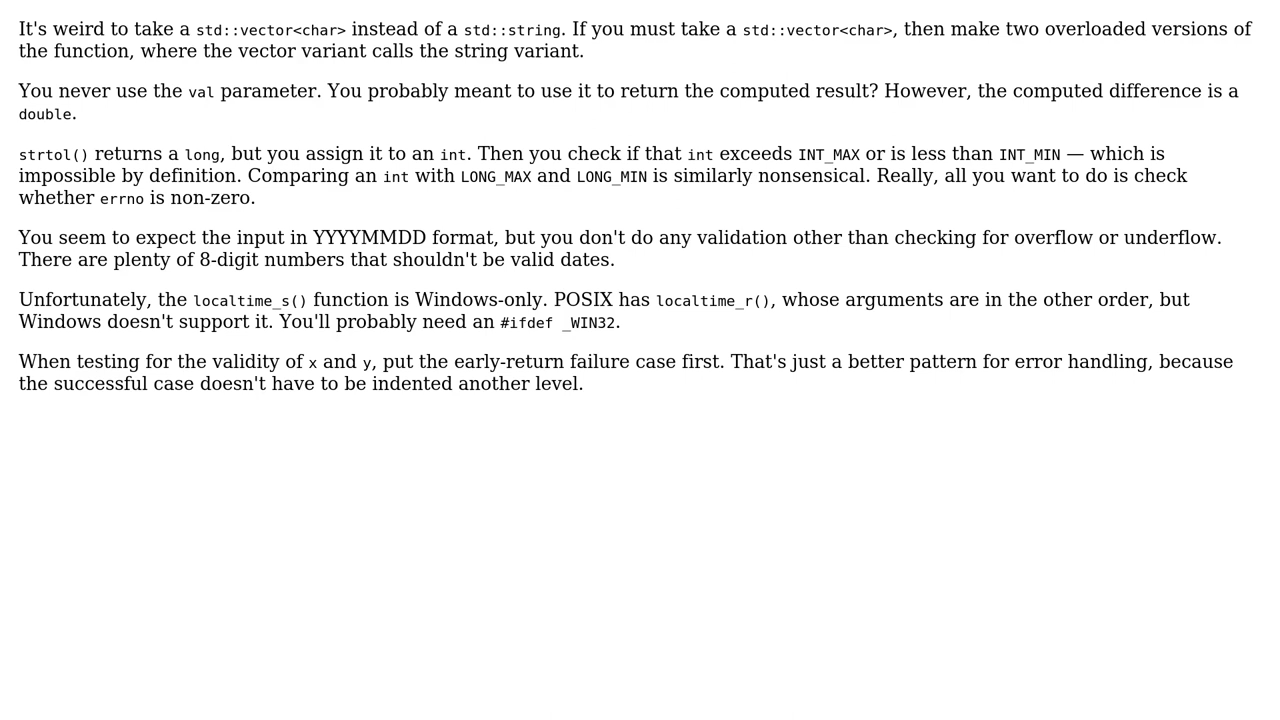 It's weird to take a std::vector<char> instead of a std::string. If you must take a std::vector<char>, then make two overloaded versions of
the function, where the vector variant calls the string variant.
You never use the val parameter. You probably meant to use it to return the computed result? However, the computed difference is a
double.
strtol() returns a long, but you assign it to an int. Then you check if that int exceeds INT_MAX or is less than INT_MIN — which is
impossible by definition. Comparing an int with LONG_MAX and LONG_MIN is similarly nonsensical. Really, all you want to do is check
whether errno is non-zero.
You seem to expect the input in YYYYMMDD format, but you don't do any validation other than checking for overflow or underflow.
There are plenty of 8-digit numbers that shouldn't be valid dates.
Unfortunately, the localtime_s() function is Windows-only. POSIX has localtime_r(), whose arguments are in the other order, but
Windows doesn't support it. You'll probably need an #ifdef _WIN32.
When testing for the validity of x and y, put the early-return failure case first. That's just a better pattern for error handling, because
the successful case doesn't have to be indented another level.